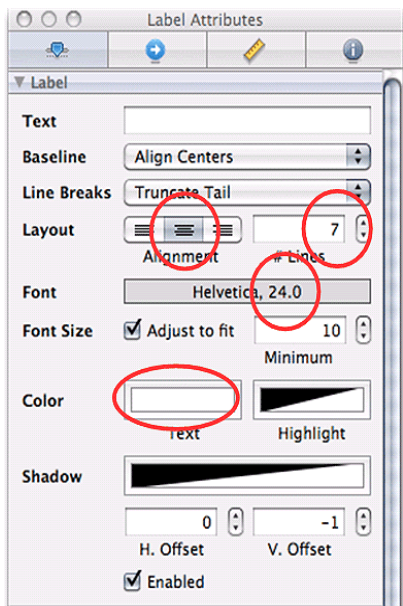 Label Attributes
Label
Text
Baseline Align Centers
Line Breaks Truncate Tail
Layout 7
Alignment # Lines
Font Helvetica, 24.0
Font Size Adjust to fit 10
Minimum
Color
Text Highlight
Shadow
0 -1
H. Offset V. Offset
Enabled